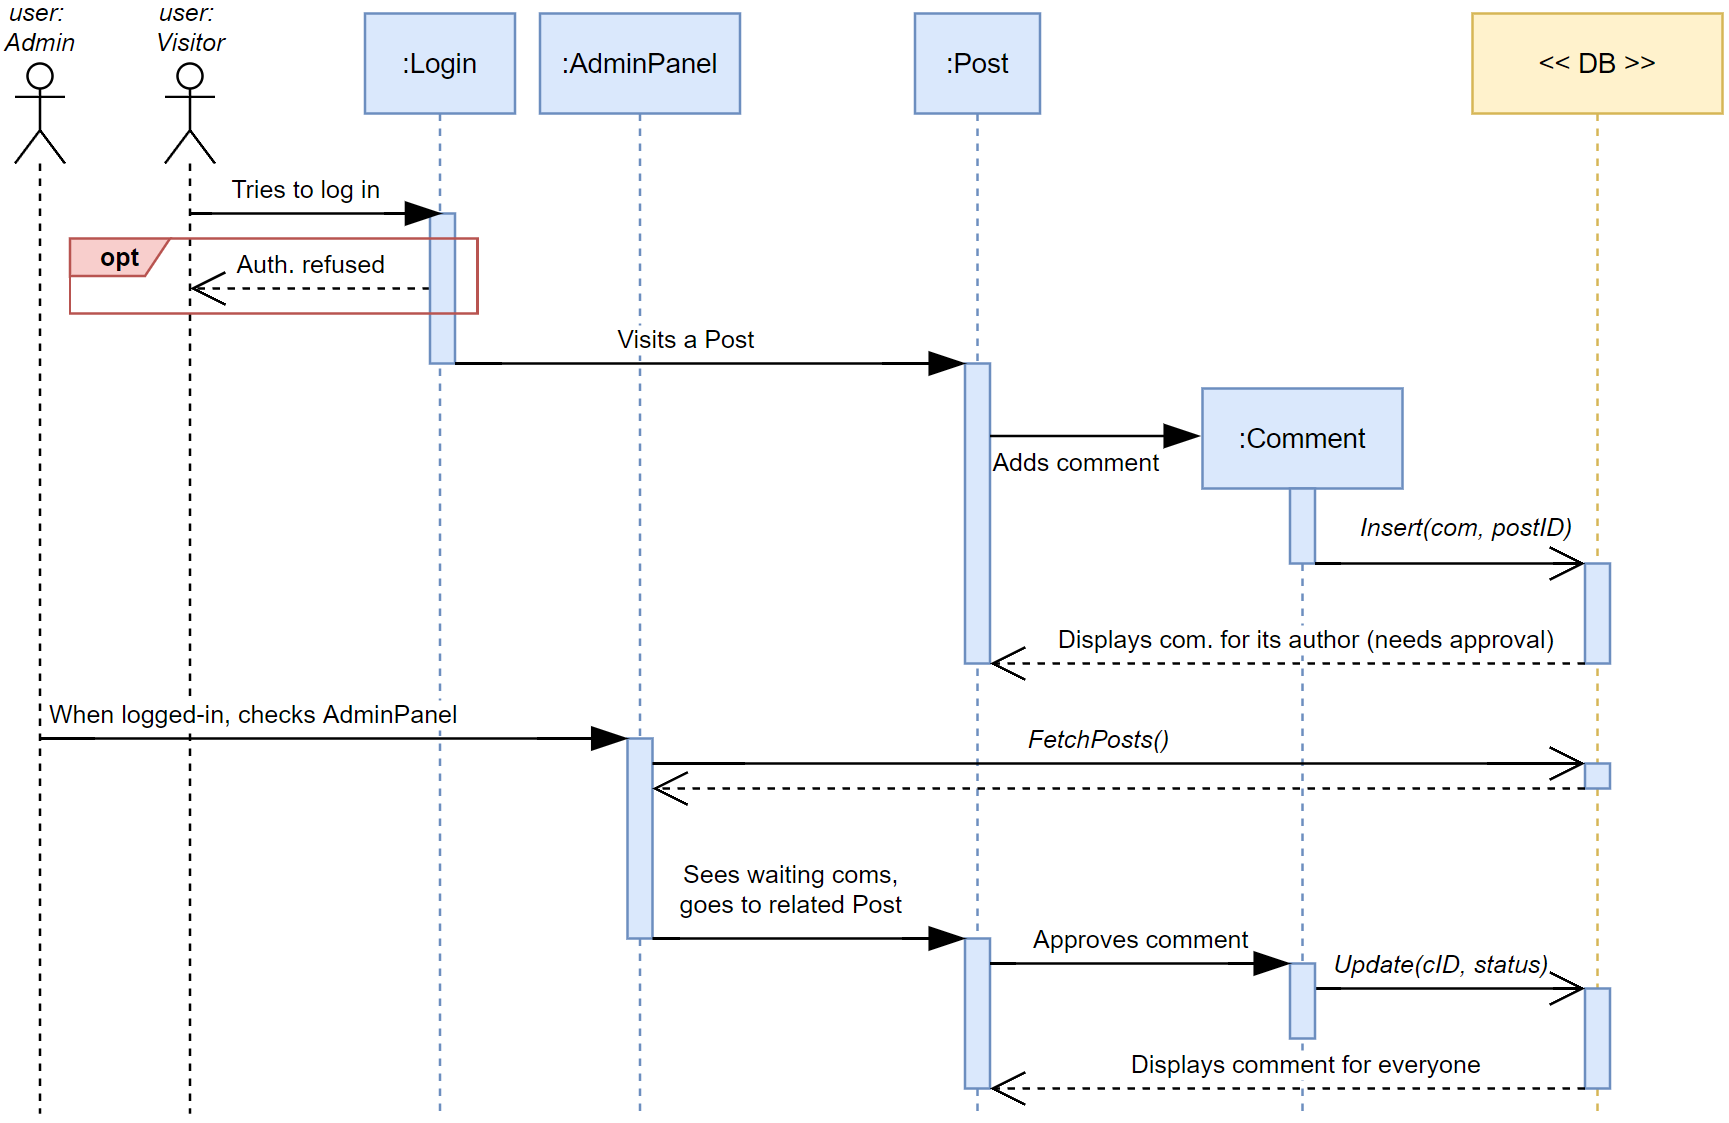 user:
Admin
user:
Visitor
:Login
:AdminPanel
:Post
<< DB >>
Tries to log in
opt
Auth. refused
Visits a Post
:Comment
Adds comment
Insert(com, postID)
Displays com. for its author (needs approval)
When logged-in, checks AdminPanel
FetchPosts()
Sees waiting coms,
goes to related Post
Approves comment
Update(cID, status)
Displays comment for everyone